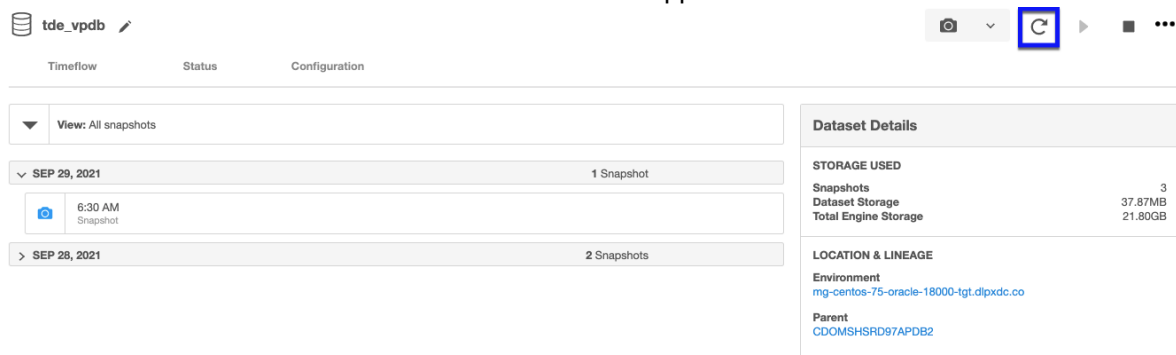 tde_vpdb
Timeflow Status Configuration
View: All snapshots
SEP 29, 2021 1 Snapshot
6:30 AM
Snapshot
SEP 28, 2021 2 Snapshots
Dataset Details
STORAGE USED
Snapshots 3
Dataset Storage 37.87MB
Total Engine Storage 21.80GB
LOCATION & LINEAGE
Environment
mg-centos-75-oracle-18000-tgt.dlpxdc.co
Parent
CDOMSHSRD97APDB2